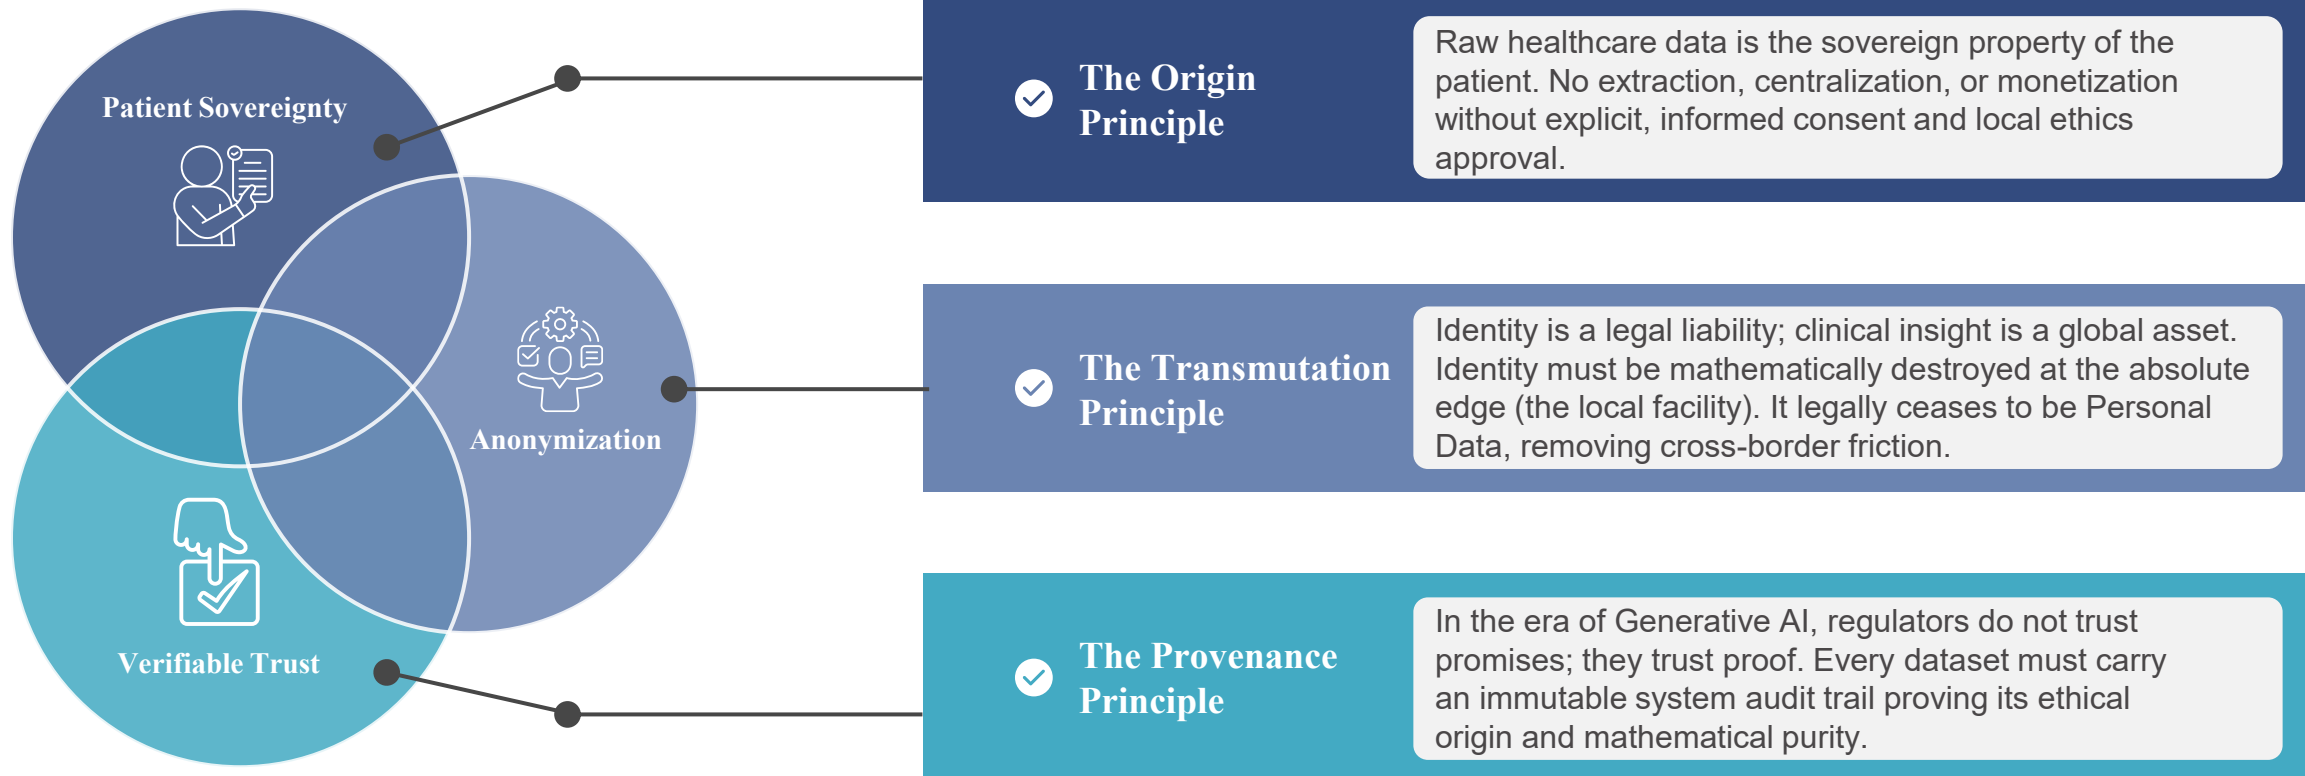 Patient Sovereignty
Anonymization
Verifiable Trust
The Origin
Principle
Raw healthcare data is the sovereign property of the
patient. No extraction, centralization, or monetization
without explicit, informed consent and local ethics
approval.
The Transmutation
Principle
Identity is a legal liability; clinical insight is a global asset.
Identity must be mathematically destroyed at the absolute
edge (the local facility). It legally ceases to be Personal
Data, removing cross-border friction.
The Provenance
Principle
In the era of Generative AI, regulators do not trust
promises; they trust proof. Every dataset must carry
an immutable system audit trail proving its ethical
origin and mathematical purity.